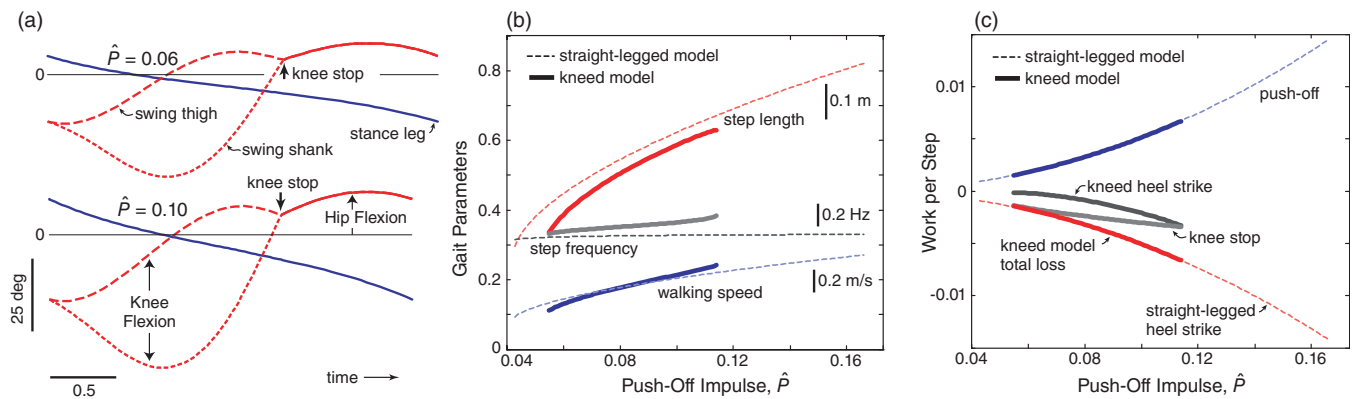 (a)
P̂ = 0.06
0
knee stop
swing thigh
stance leg
swing shank
knee stop
P̂ = 0.10
Hip Flexion
0
25 deg
Knee
Flexion
0.5
time
(b)
straight-legged model
kneed model
0.8
0.6
0.4
0.2
0
Gait Parameters
0.1 m
step length
0.2 Hz
step frequency
0.2 m/s
walking speed
0.04
0.08
0.12
0.16
Push-Off Impulse, P̂
(c)
straight-legged model
kneed model
0.01
0
-0.01
Work per Step
push-off
kneed heel strike
knee stop
kneed model
total loss
straight-legged
heel strike
0.04
0.08
0.12
0.16
Push-Off Impulse, P̂